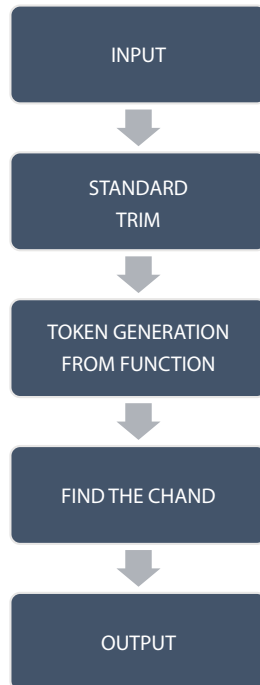 INPUT
STANDARD
TRIM
TOKEN GENERATION
FROM FUNCTION
FIND THE CHAND
OUTPUT